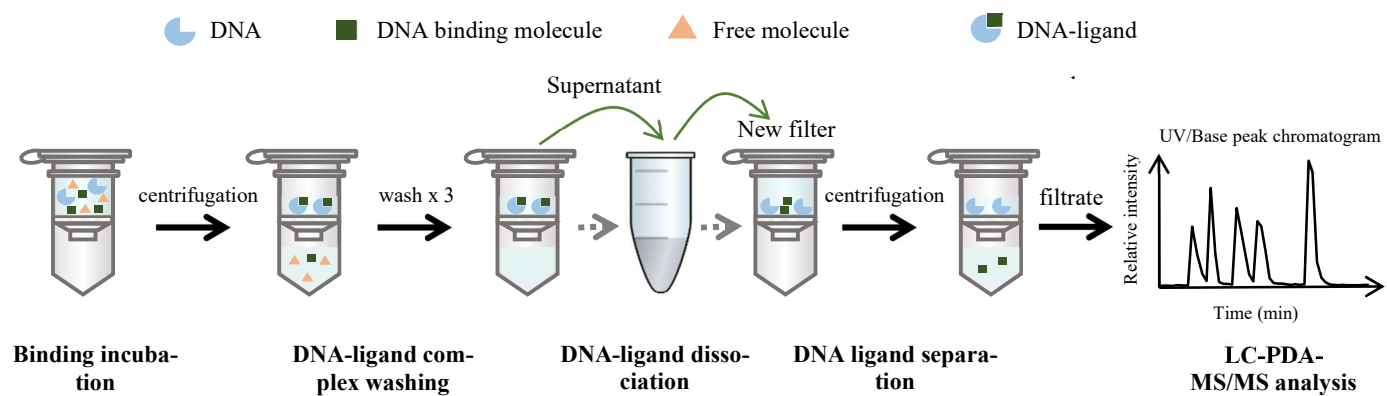 DNA
DNA binding molecule
Free molecule
DNA-ligand
Supernatant
New filter
UV/Base peak chromatogram
centrifugation
wash x 3
centrifugation
filtrate
Relative intensity
Time (min)
Binding incuba-
tion
DNA-ligand com-
plex washing
DNA-ligand disso-
ciation
DNA ligand separa-
tion
LC-PDA-
MS/MS analysis